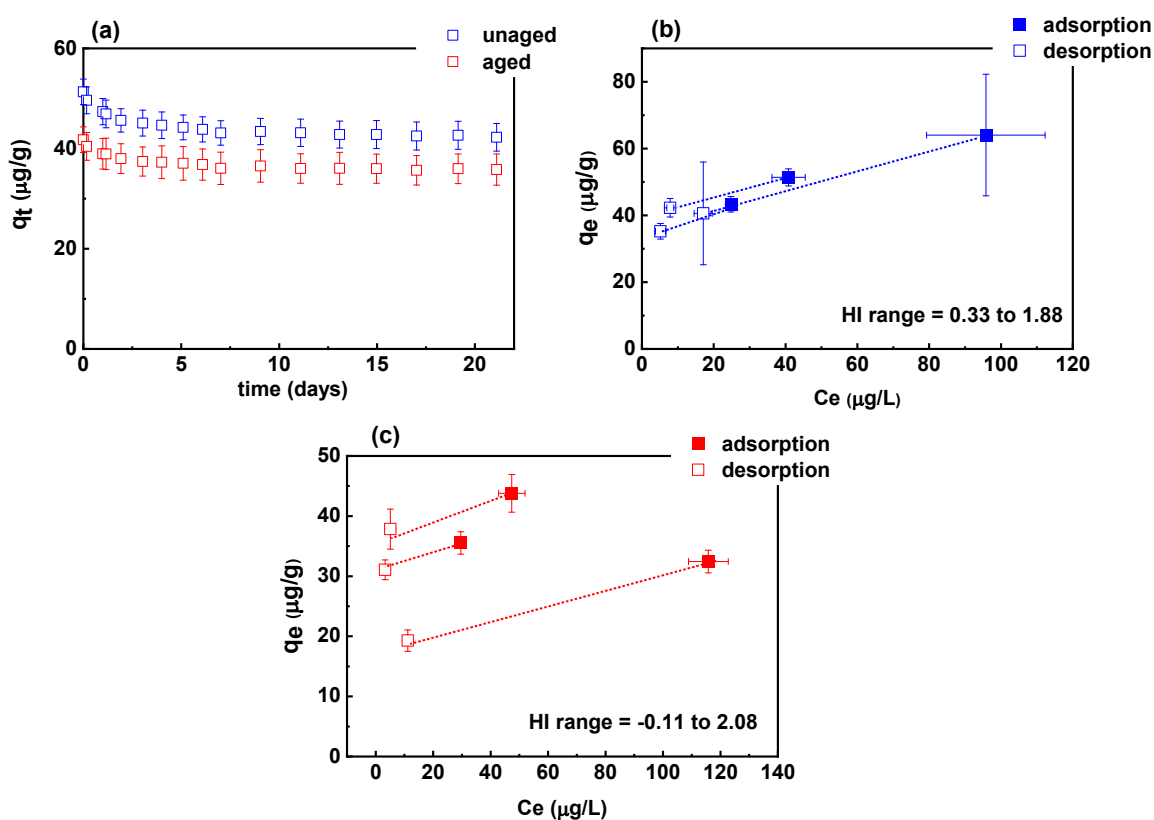 (a)
unaged
aged
60
40
20
0
qt (μg/g)
0 5 10 15 20
time (days)
(b)
adsorption
desorption
80
60
40
20
0
qe (μg/g)
HI range = 0.33 to 1.88
0 20 40 60 80 100 120
Ce (μg/L)
(c)
adsorption
desorption
50
40
30
20
10
0
qe (μg/g)
HI range = -0.11 to 2.08
0 20 40 60 80 100 120 140
Ce (μg/L)